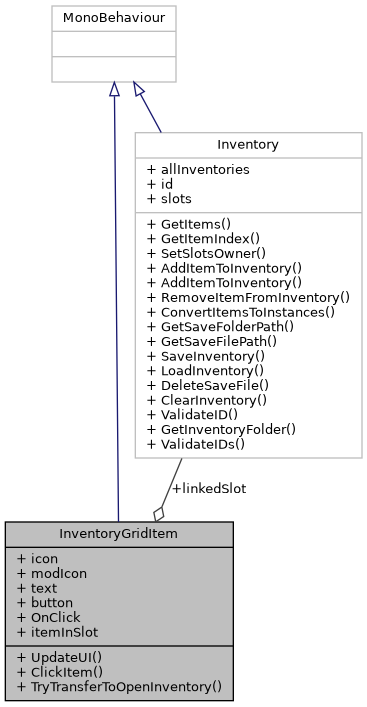 MonoBehaviour
Inventory
+ allInventories
+ id
+ slots
+ GetItems()
+ GetItemIndex()
+ SetSlotsOwner()
+ AddItemToInventory()
+ AddItemToInventory()
+ RemoveItemFromInventory()
+ ConvertItemsToInstances()
+ GetSaveFolderPath()
+ GetSaveFilePath()
+ SaveInventory()
+ LoadInventory()
+ DeleteSaveFile()
+ ClearInventory()
+ ValidateID()
+ GetInventoryFolder()
+ ValidateIDs()
+linkedSlot
InventoryGridItem
+ icon
+ modIcon
+ text
+ button
+ OnClick
+ itemInSlot
+ UpdateUI()
+ ClickItem()
+ TryTransferToOpenInventory()